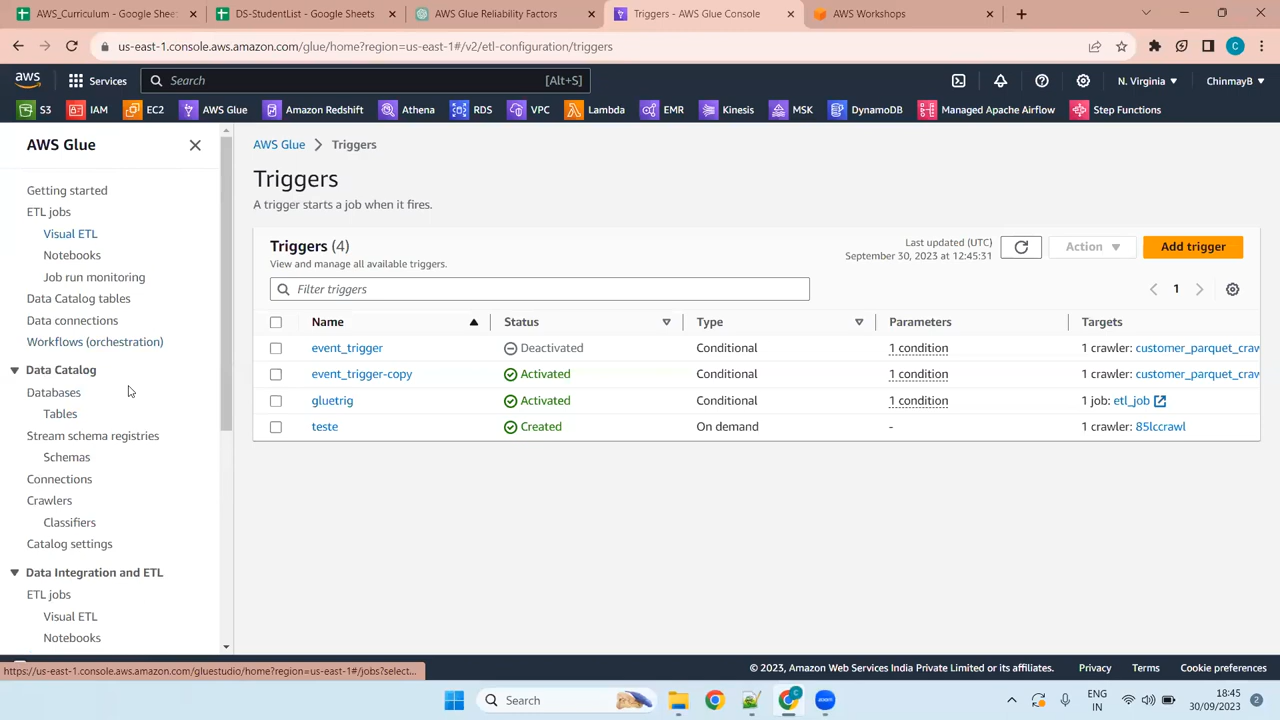 AWS_Curriculum - Google Shee
DS-StudentList - Google Sheets
AWS Glue Reliability Factors
Triggers - AWS Glue Console
AWS Workshops
us-east-1.console.aws.amazon.com/glue/home?region=us-east-1#/v2/etl-configuration/triggers
C
aws
Services
Search
[Alt+S]
N. Virginia
ChinmayB
S3
IAM
EC2
AWS Glue
Amazon Redshift
Athena
RDS
VPC
Lambda
EMR
Kinesis
MSK
DynamoDB
Managed Apache Airflow
Step Functions
AWS Glue
Getting started
ETL jobs
Visual ETL
Notebooks
Job run monitoring
Data Catalog tables
Data connections
Workflows (orchestration)
Data Catalog
Databases
Tables
Stream schema registries
Schemas
Connections
Crawlers
Classifiers
Catalog settings
Data Integration and ETL
ETL jobs
Visual ETL
Notebooks
AWS Glue > Triggers
Triggers
A trigger starts a job when it fires.
Triggers (4)
View and manage all available triggers.
Last updated (UTC)
September 30, 2023 at 12:45:31
Action
Add trigger
Filter triggers
1
Name Status Type Parameters Targets
event_trigger Deactivated Conditional 1 condition 1 crawler: customer_parquet_craw
event_trigger-copy Activated Conditional 1 condition 1 crawler: customer_parquet_craw
gluetrig Activated Conditional 1 condition 1 job: etl_job
teste Created On demand - 1 crawler: 85lccrawl
https://us-east-1.console.aws.amazon.com/gluestudio/home?region=us-east-1#/jobs?select...
© 2023, Amazon Web Services India Private Limited or its affiliates.
Privacy
Terms
Cookie preferences
Search
C
zoom
ENG
IN
18:45
30/09/2023
2